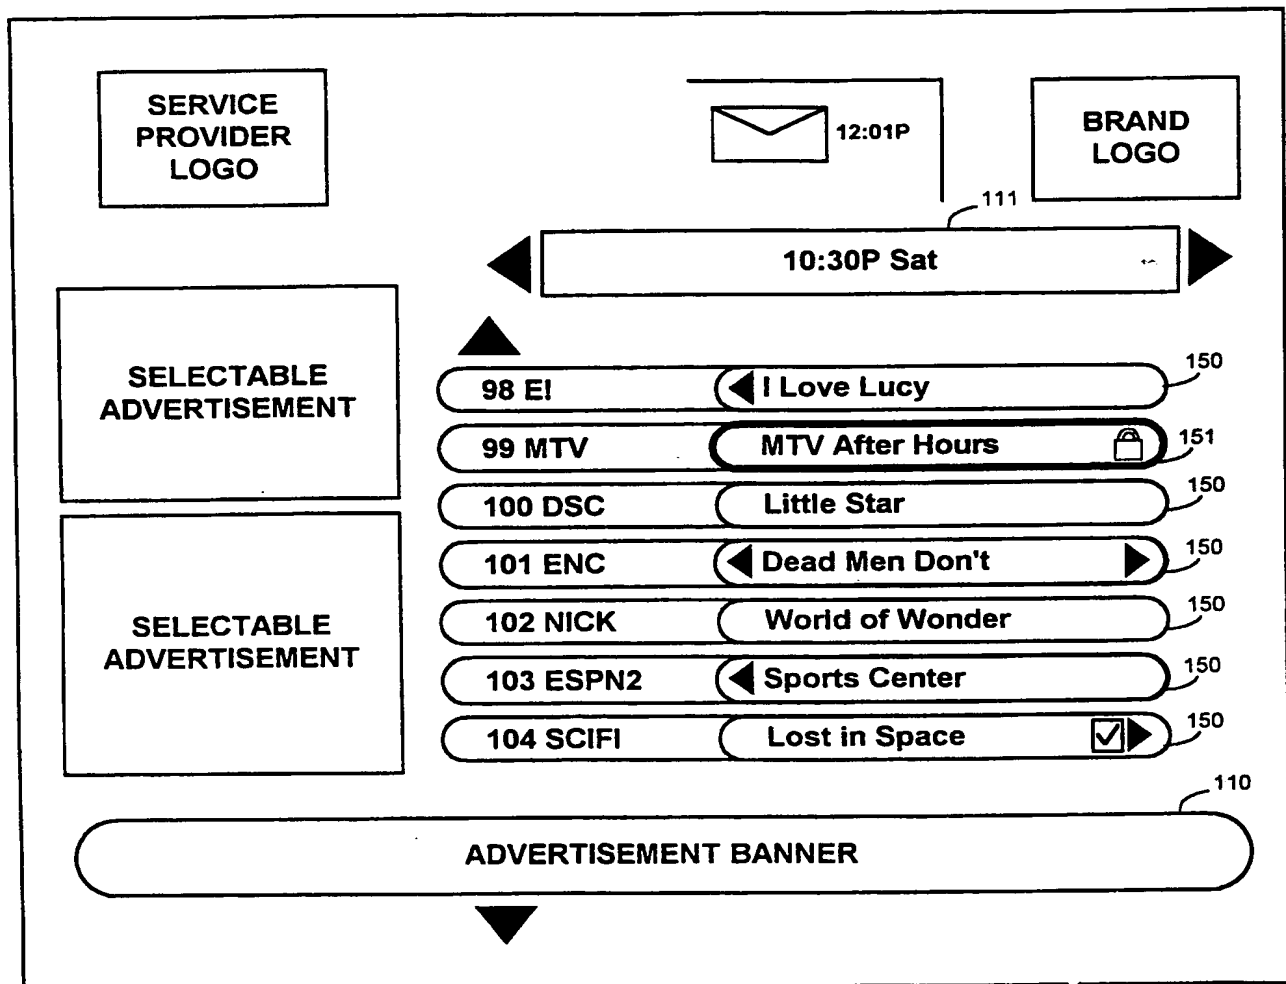 SERVICE
PROVIDER
LOGO
12:01P
BRAND
LOGO
111
10:30P Sat
SELECTABLE
ADVERTISEMENT
98 E! I Love Lucy 150
99 MTV MTV After Hours 151
100 DSC Little Star 150
101 ENC Dead Men Don't 150
102 NICK World of Wonder 150
103 ESPN2 Sports Center 150
104 SCIFI Lost in Space 150
SELECTABLE
ADVERTISEMENT
110
ADVERTISEMENT BANNER